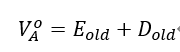 V_A^o = E_{old} + D_{old}